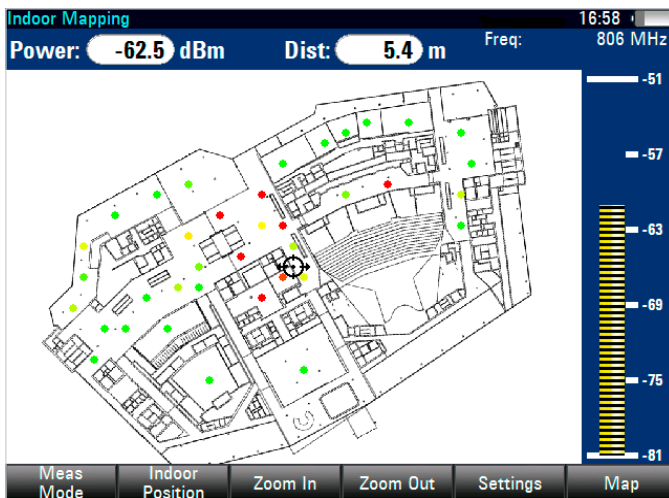 Indoor Mapping 16:58
Power: -62.5 dBm Dist: 5.4 m Freq: 806 MHz
-51
-57
-63
-69
-75
-81
Meas Mode
Indoor Position
Zoom In
Zoom Out
Settings
Map